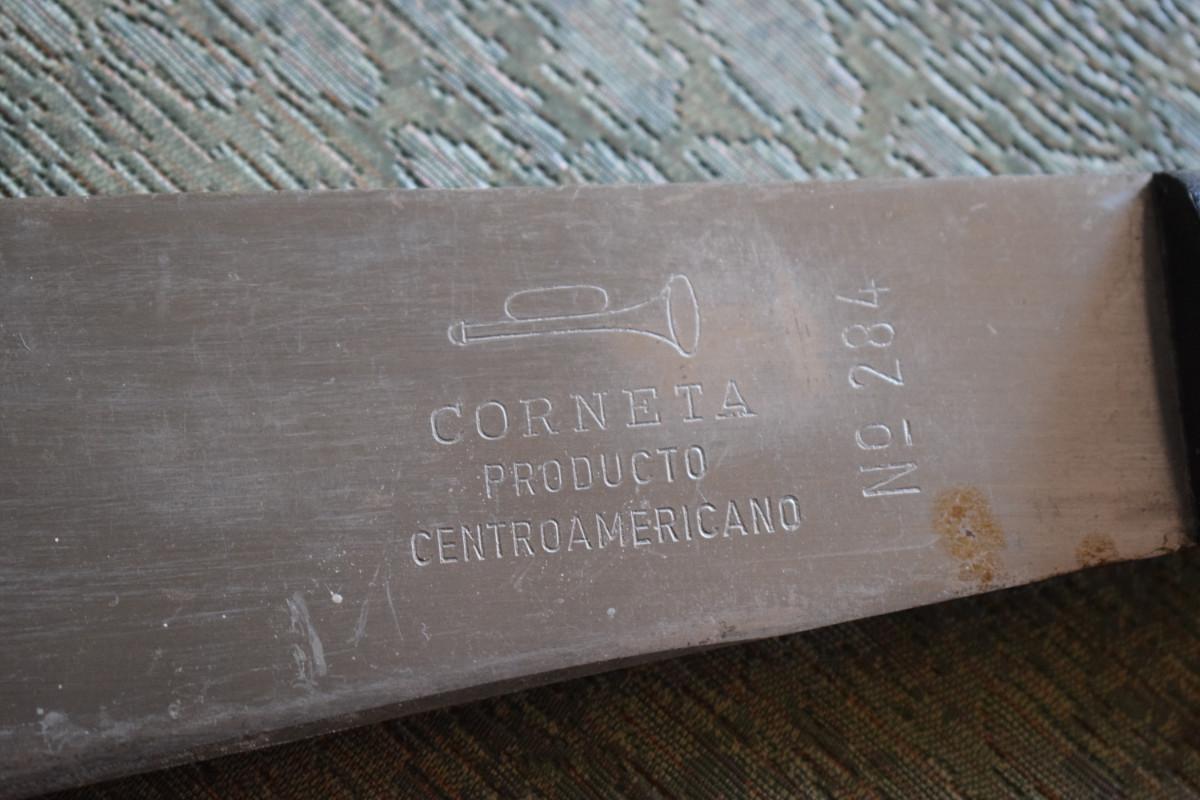 CORNETA
PRODUCTO
CENTROAMERICANO
Nº 284